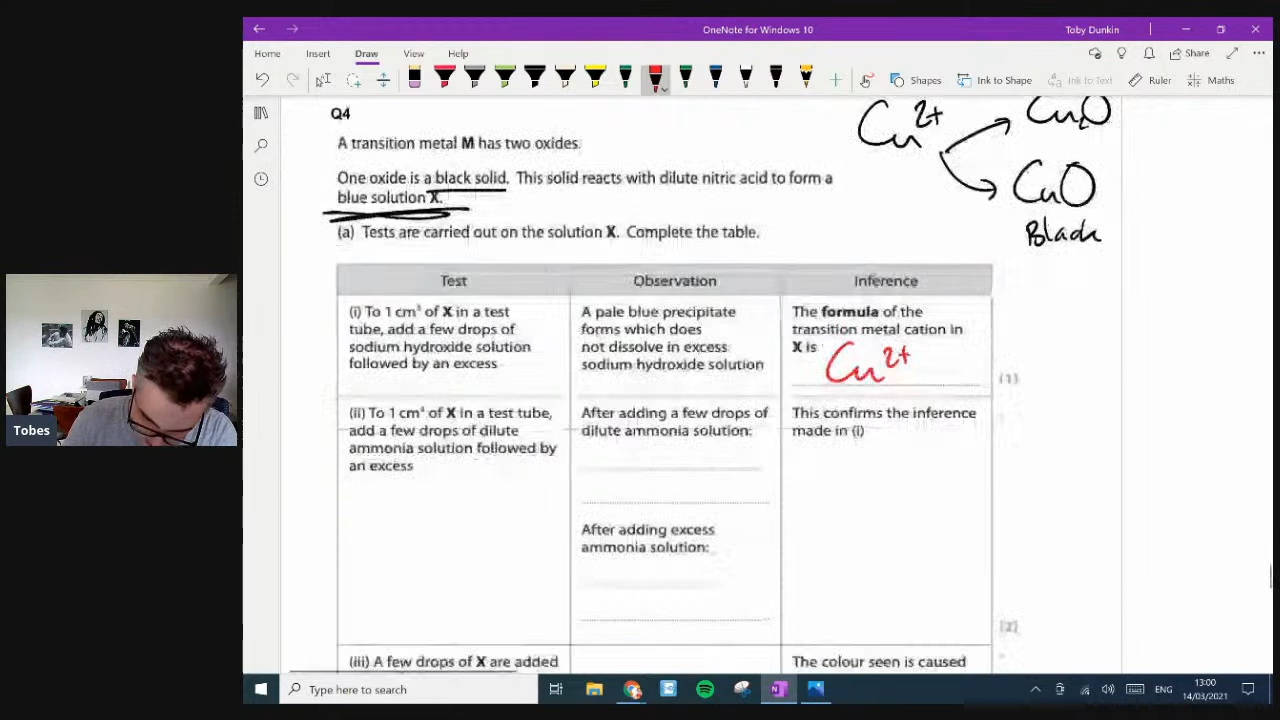 OneNote for Windows 10
Toby Dunkin
Home Insert Draw View Help
Share
Shapes Ink to Shape Ink to Text Ruler Maths
Q4
A transition metal M has two oxides.
One oxide is a black solid. This solid reacts with dilute nitric acid to form a
blue solution X.
Cu²⁺
CuO
Black
(a) Tests are carried out on the solution X. Complete the table.
Test Observation Inference
(i) To 1 cm³ of X in a test
tube, add a few drops of
sodium hydroxide solution
followed by an excess
A pale blue precipitate
forms which does
not dissolve in excess
sodium hydroxide solution
The formula of the
transition metal cation in
X is Cu²⁺
(1)
(ii) To 1 cm³ of X in a test tube,
add a few drops of dilute
ammonia solution followed by
an excess
After adding a few drops of
dilute ammonia solution:
After adding excess
ammonia solution:
This confirms the inference
made in (i)
(2)
(iii) A few drops of X are added
The colour seen is caused
Tobes
Type here to search
ENG
13:00
14/03/2021